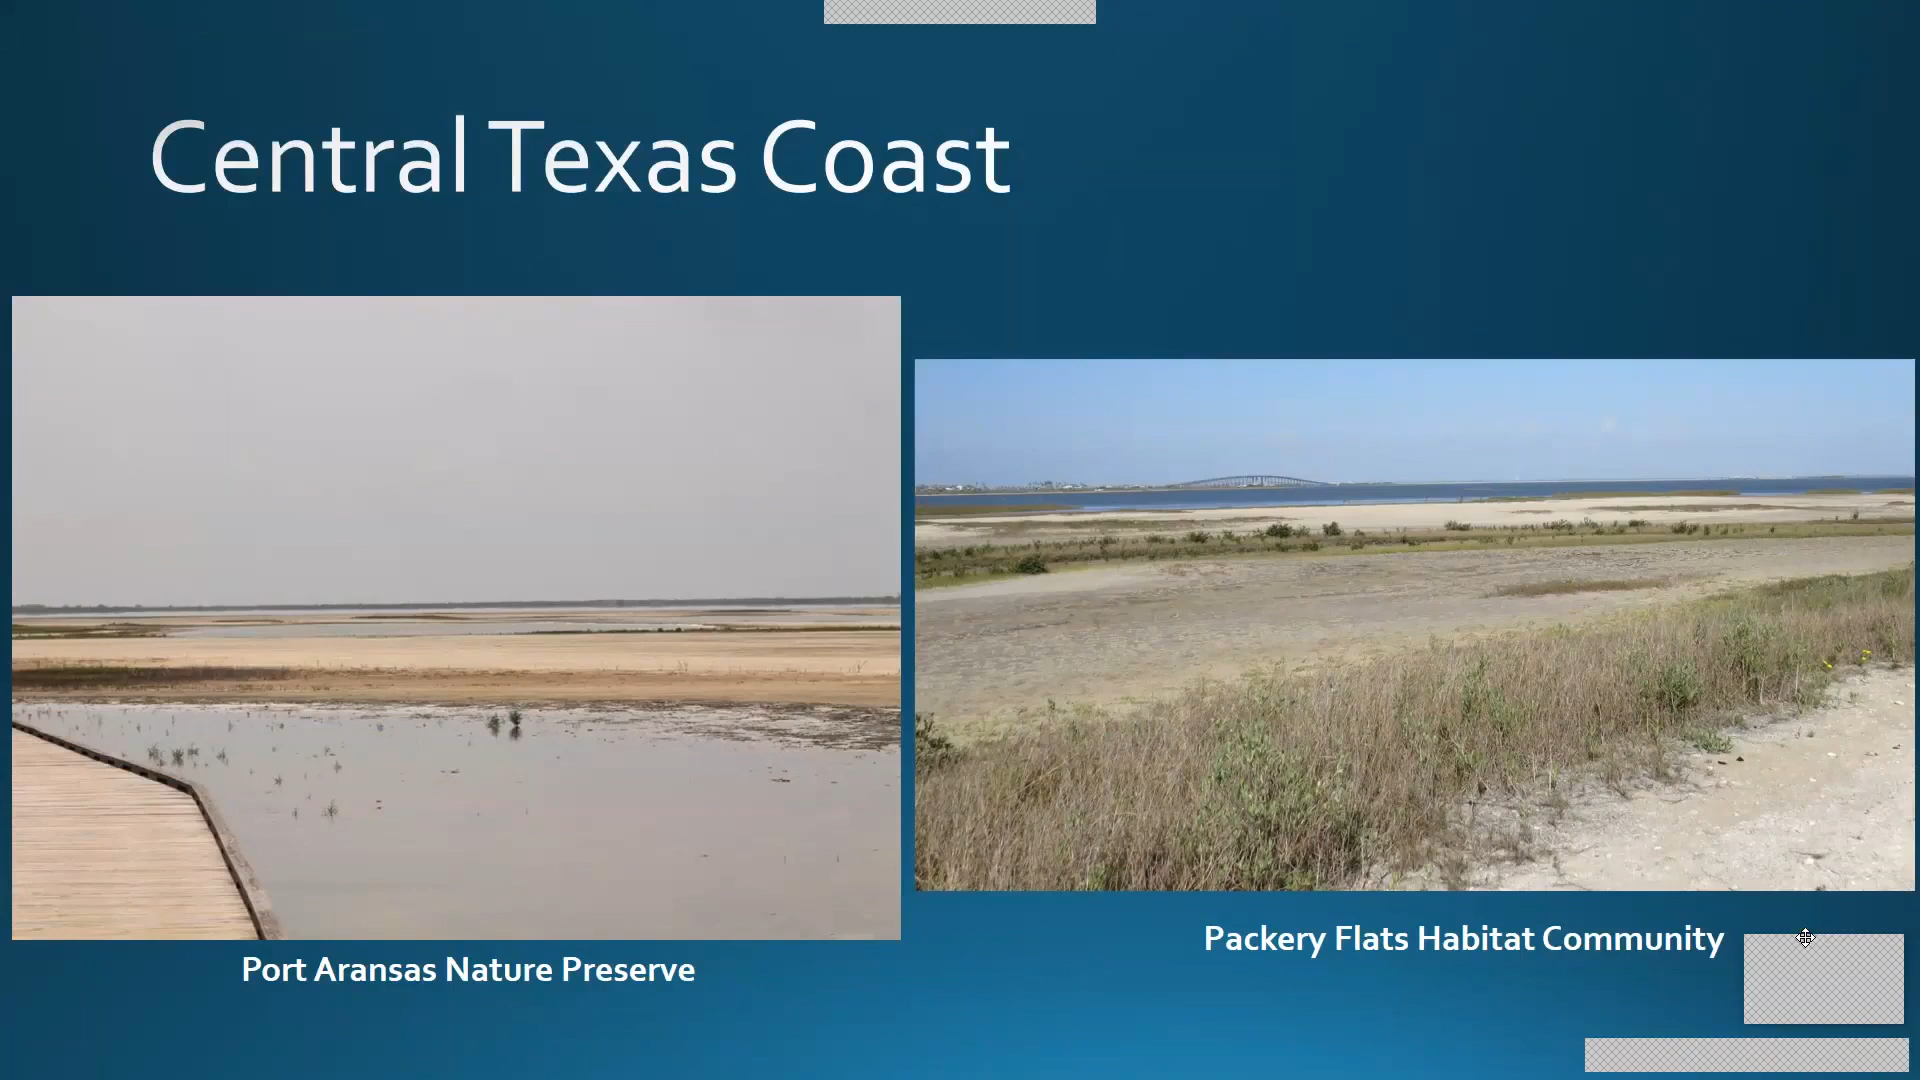 Central Texas Coast
Port Aransas Nature Preserve
Packery Flats Habitat Community